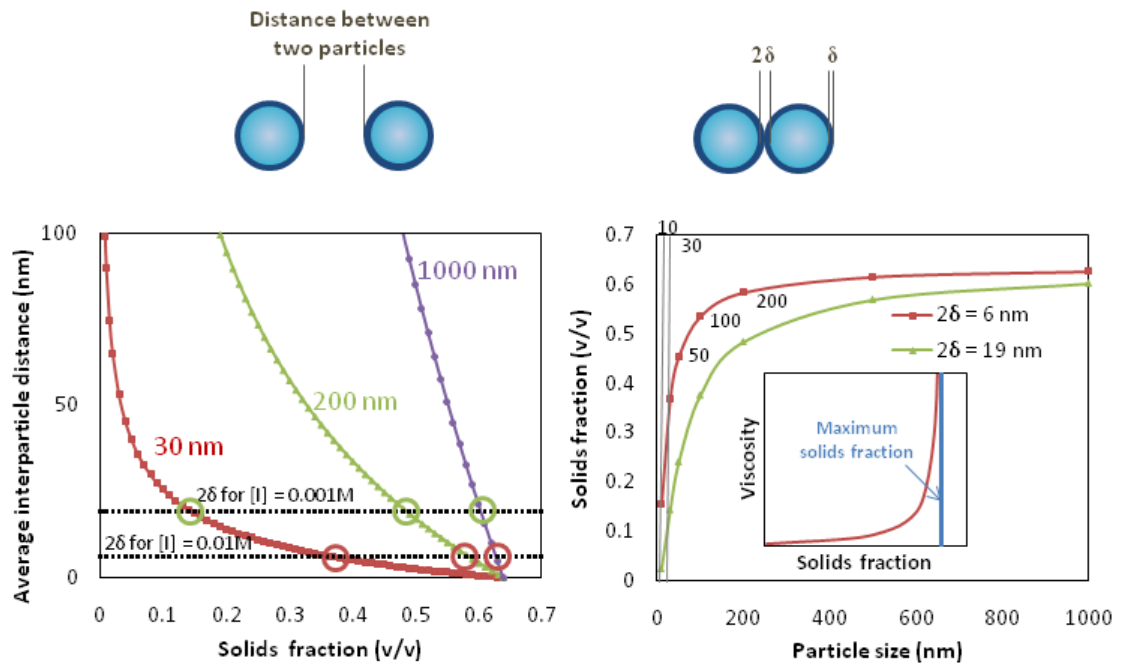 Distance between
two particles
2δ
δ
Average interparticle distance (nm)
100
50
0
1000 nm
200 nm
30 nm
2δ for [I] = 0.001M
2δ for [I] = 0.01M
0
0.1
0.2
0.3
0.4
0.5
0.6
0.7
Solids fraction (v/v)
Solids fraction (v/v)
0.7
0.6
0.5
0.4
0.3
0.2
0.1
0
10
30
200
100
50
2δ = 6 nm
2δ = 19 nm
Viscosity
Maximum
solids fraction
Solids fraction
0
200
400
600
800
1000
Particle size (nm)